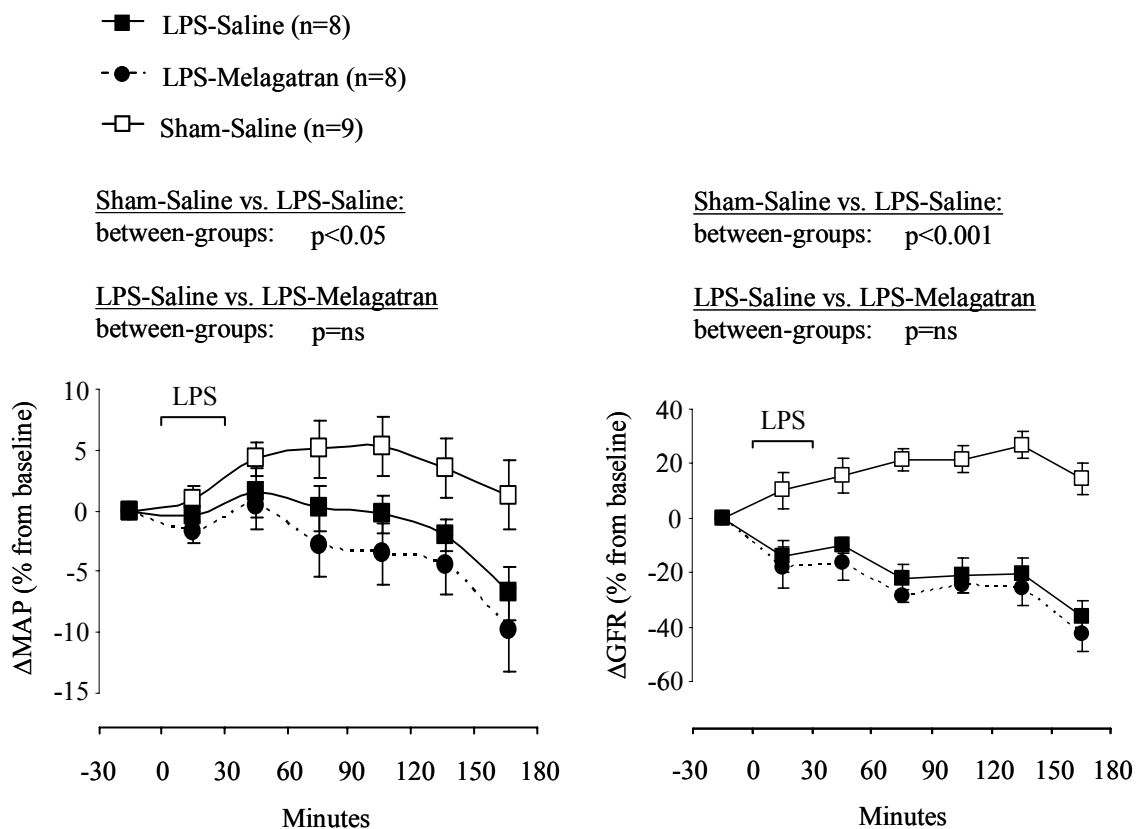 LPS-Saline (n=8)
LPS-Melagatran (n=8)
Sham-Saline (n=9)
Sham-Saline vs. LPS-Saline:
between-groups: p<0.05
LPS-Saline vs. LPS-Melagatran
between-groups: p=ns
10
5
0
-5
-10
-15
ΔMAP (% from baseline)
LPS
-30 0 30 60 90 120 150 180
Minutes
Sham-Saline vs. LPS-Saline:
between-groups: p<0.001
LPS-Saline vs. LPS-Melagatran
between-groups: p=ns
40
20
0
-20
-40
-60
ΔGFR (% from baseline)
LPS
-30 0 30 60 90 120 150 180
Minutes